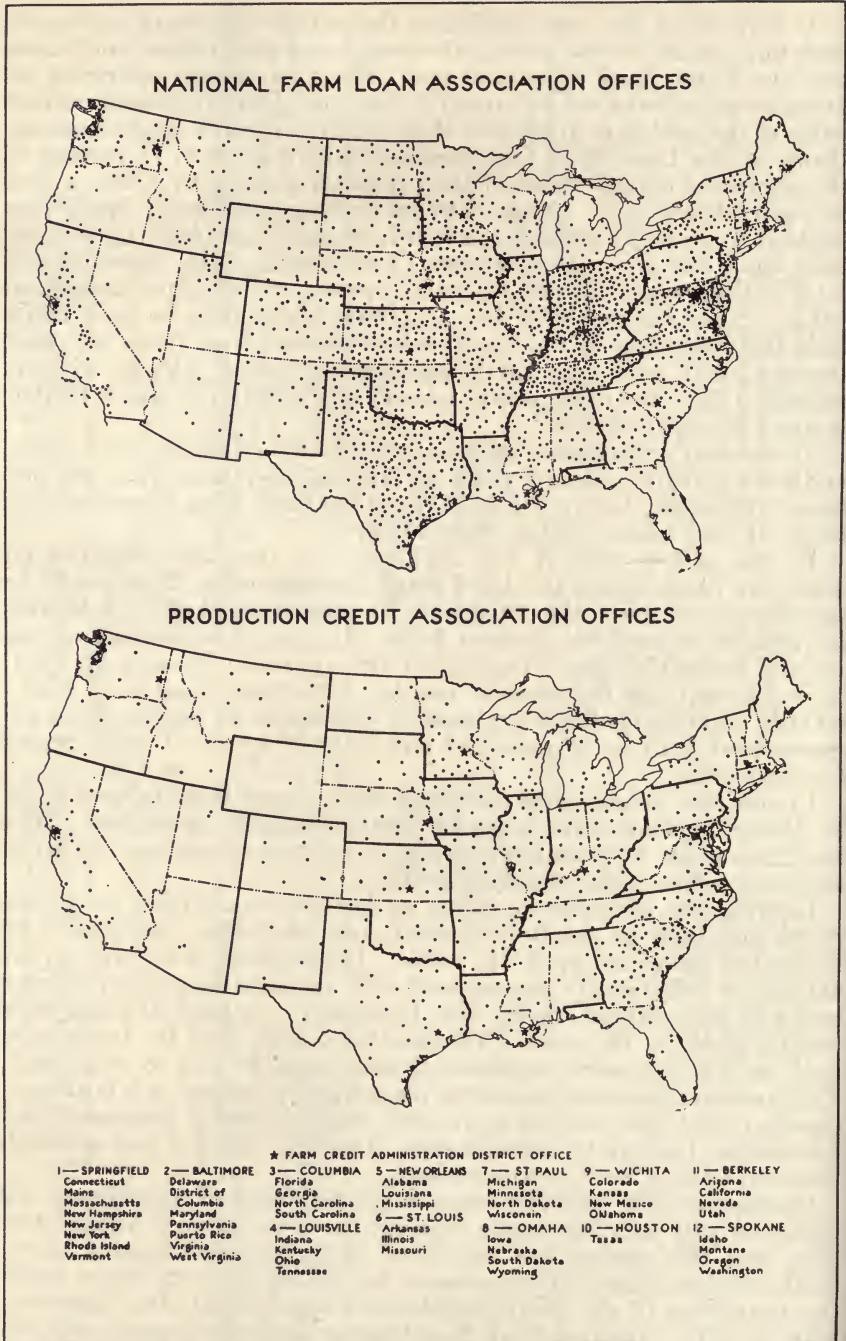 NATIONAL FARM LOAN ASSOCIATION OFFICES
PRODUCTION CREDIT ASSOCIATION OFFICES
★ FARM CREDIT ADMINISTRATION DISTRICT OFFICE
1 — SPRINGFIELD
Connecticut
Maine
Massachusetts
New Hampshire
New Jersey
New York
Rhode Island
Vermont
2 — BALTIMORE
Delaware
District of
Columbia
Maryland
Pennsylvania
Puerto Rico
Virginia
West Virginia
3 — COLUMBIA
Florida
Georgia
North Carolina
South Carolina
4 — LOUISVILLE
Indiana
Kentucky
Ohio
Tennessee
5 — NEW ORLEANS
Alabama
Louisiana
Mississippi
6 — ST. LOUIS
Arkansas
Illinois
Missouri
7 — ST PAUL
Michigan
Minnesota
North Dakota
Wisconsin
8 — OMAHA
Iowa
Nebraska
South Dakota
Wyoming
9 — WICHITA
Colorado
Kansas
New Mexico
Oklahoma
10 — HOUSTON
Texas
11 — BERKELEY
Arizona
California
Nevada
Utah
12 — SPOKANE
Idaho
Montana
Oregon
Washington